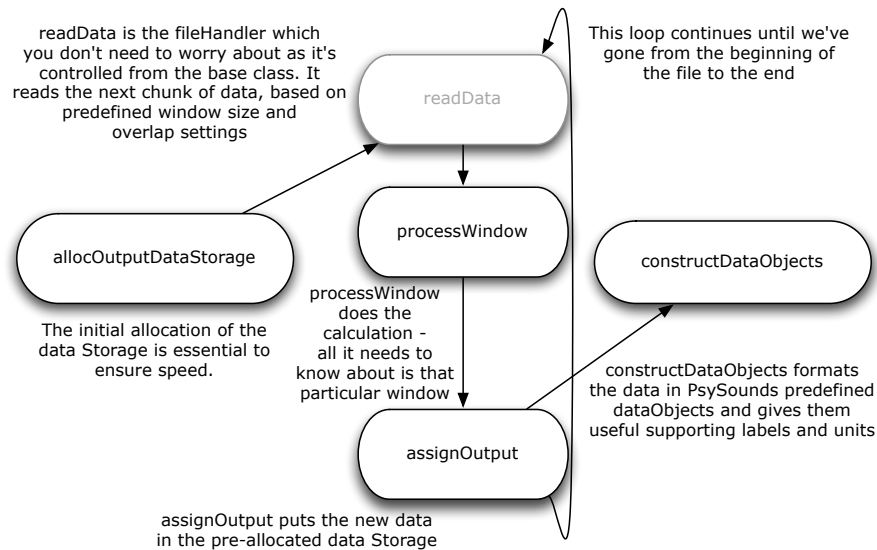 readData is the fileHandler which
you don't need to worry about as it's
controlled from the base class. It
reads the next chunk of data, based on
predefined window size and
overlap settings
This loop continues until we've
gone from the beginning of
the file to the end
readData
processWindow
allocOutputDataStorage
constructDataObjects
The initial allocation of the
data Storage is essential to
ensure speed.
processWindow
does the
calculation -
all it needs to
know about is that
particular window
constructDataObjects formats
the data in PsySounds predefined
dataObjects and gives them
useful supporting labels and units
assignOutput
assignOutput puts the new data
in the pre-allocated data Storage